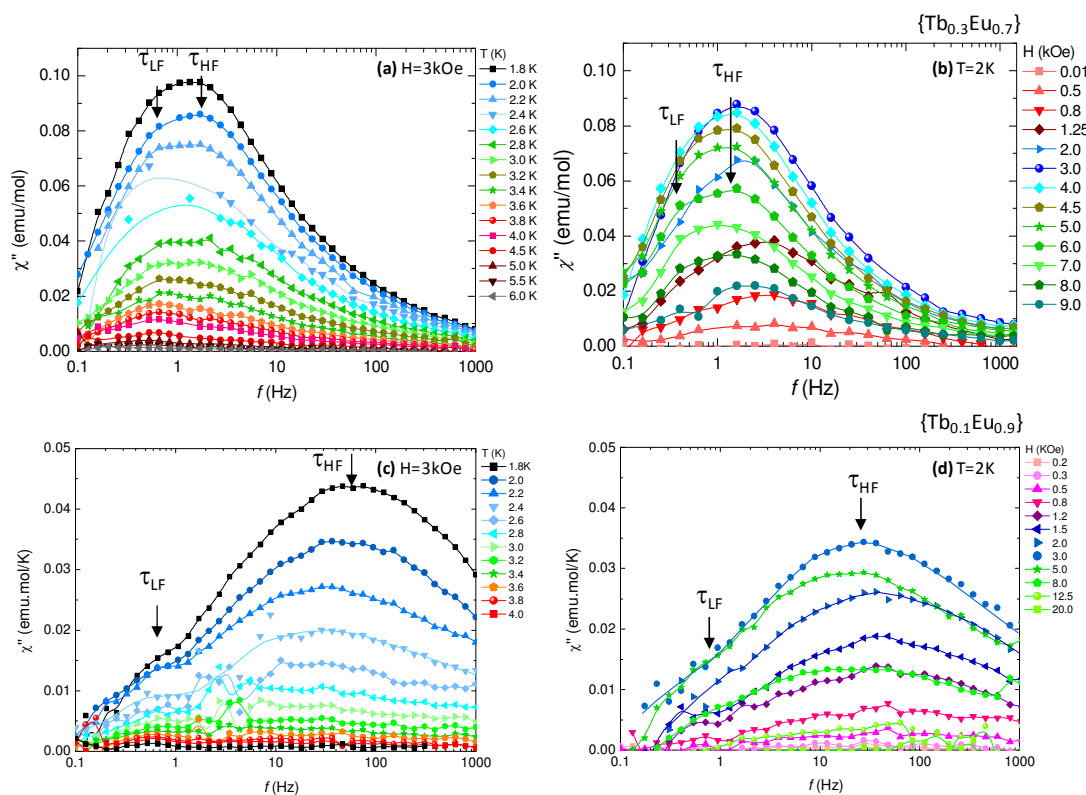 {Tb0.3Eu0.7}
(a) H=3kOe
τLF
τHF
T (K)
1.8 K
2.0 K
2.2 K
2.4 K
2.6 K
2.8 K
3.0 K
3.2 K
3.4 K
3.6 K
3.8 K
4.0 K
4.5 K
5.0 K
5.5 K
6.0 K
0.10
0.08
0.06
0.04
0.02
0.00
χ'' (emu/mol)
0.1 1 10 100 1000
f (Hz)
(b) T=2K
τHF
τLF
H (kOe)
0.01
0.5
0.8
1.25
2.0
3.0
4.0
4.5
5.0
6.0
7.0
8.0
9.0
0.10
0.08
0.06
0.04
0.02
0.00
χ'' (emu/mol)
0.1 1 10 100
f (Hz)
{Tb0.1Eu0.9}
(c) H=3kOe
τHF
τLF
T (K)
1.8K
2.0
2.2
2.4
2.6
2.8
3.0
3.2
3.4
3.6
3.8
4.0
0.05
0.04
0.03
0.02
0.01
0.00
χ'' (emu.mol/K)
0.1 1 10 100 1000
f (Hz)
(d) T=2K
τHF
τLF
H (KOe)
0.2
0.3
0.5
0.8
1.2
1.5
2.0
3.0
5.0
8.0
12.5
20.0
0.05
0.04
0.03
0.02
0.01
0.00
χ'' (emu.mol/K)
0.1 1 10 100 1000
f (Hz)